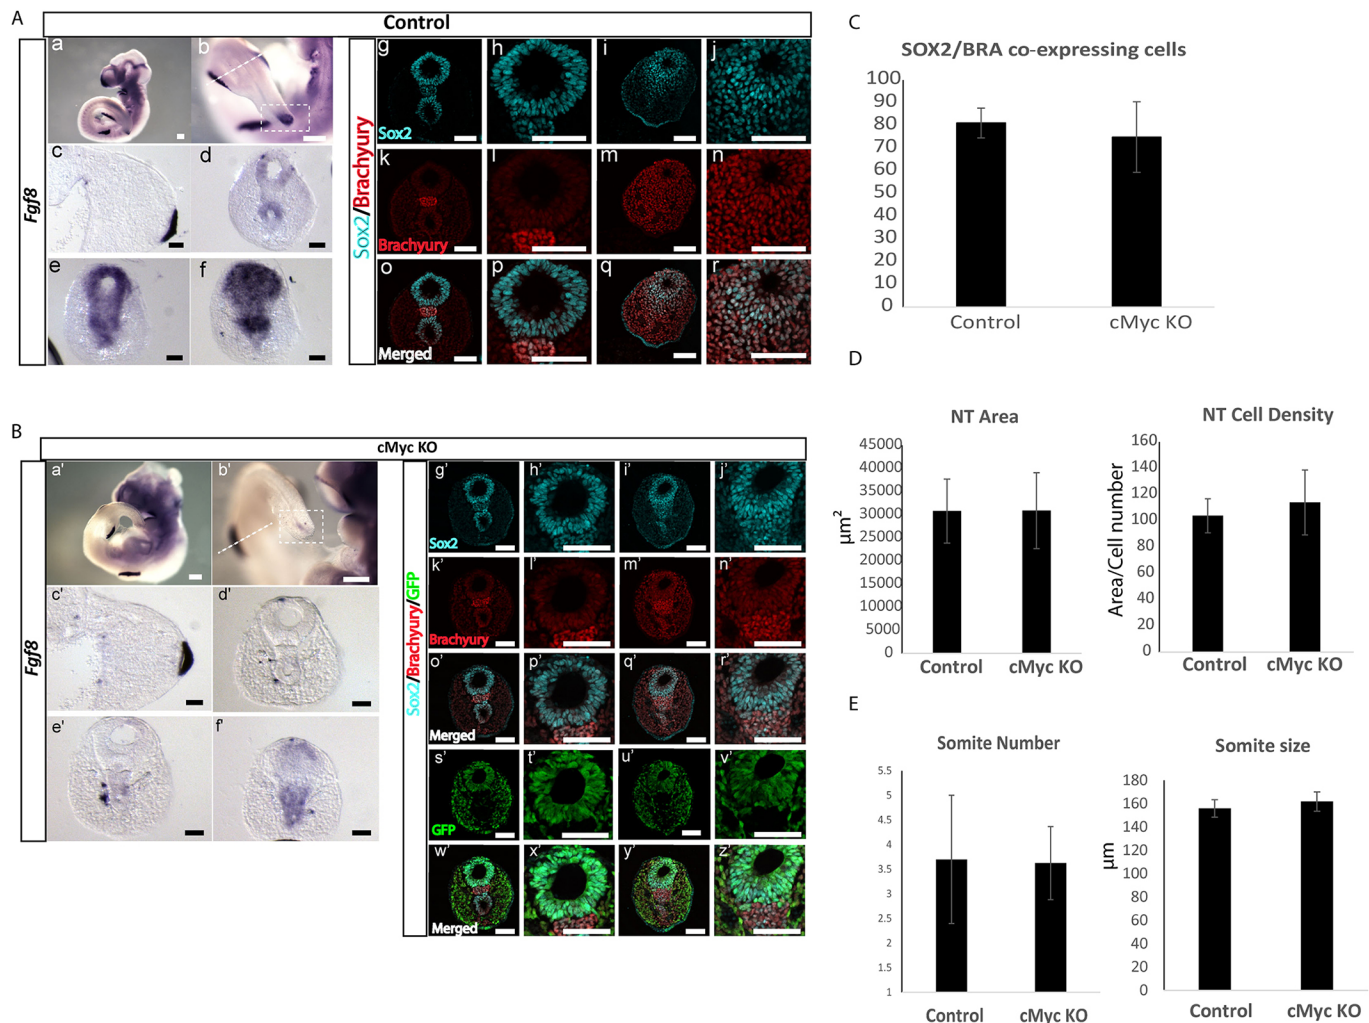 A
Control
a
b
c
d
e
f
Fgf8
Sox2/Brachyury
g
h
i
j
Sox2
k
l
m
n
Brachyury
o
p
q
r
Merged
B
cMyc KO
a'
b'
c'
d'
e'
f'
Fgf8
Sox2/Brachyury/GFP
g'
h'
i'
j'
Sox2
k'
l'
m'
n'
Brachyury
o'
p'
q'
r'
Merged
s'
t'
u'
v'
GFP
w'
x'
y'
z'
Merged
C
SOX2/BRA co-expressing cells
100
90
80
70
60
50
40
30
20
10
0
Control cMyc KO
D
NT Area
45000
40000
35000
30000
25000
20000
15000
10000
5000
0
µm²
Control cMyc KO
NT Cell Density
160
140
120
100
80
60
40
20
0
Area/Cell number
Control cMyc KO
E
Somite Number
5.5
5
4.5
4
3.5
3
2.5
2
1.5
1
Control cMyc KO
Somite size
180
160
140
120
100
80
60
40
20
0
µm
Control cMyc KO